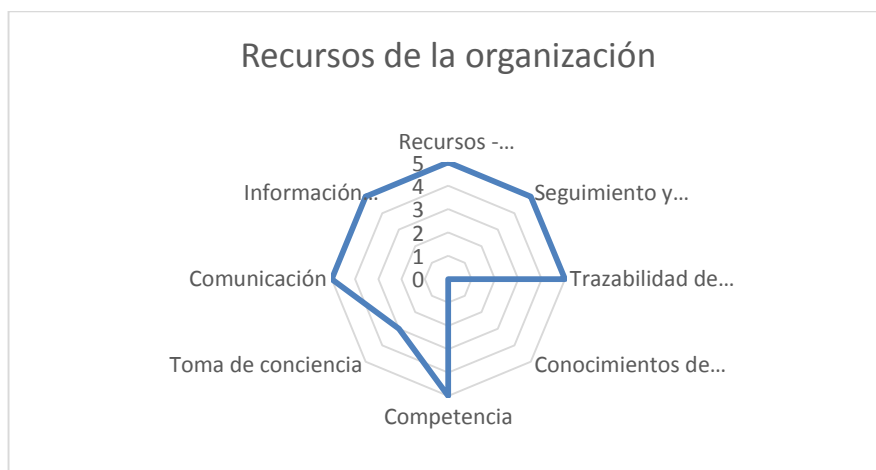 Recursos de la organización
Recursos -...
5
4
3
2
1
0
Seguimiento y...
Trazabilidad de...
Conocimientos de...
Competencia
Toma de conciencia
Comunicación
Información...